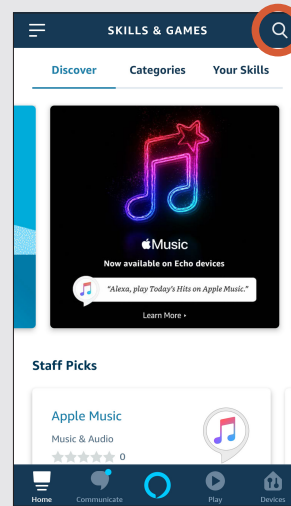 SKILLS & GAMES
Discover Categories Your Skills
Music
Now available on Echo devices
"Alexa, play Today's Hits on Apple Music."
Learn More
Staff Picks
Apple Music
Music & Audio
0
Home Communicate Play Devices